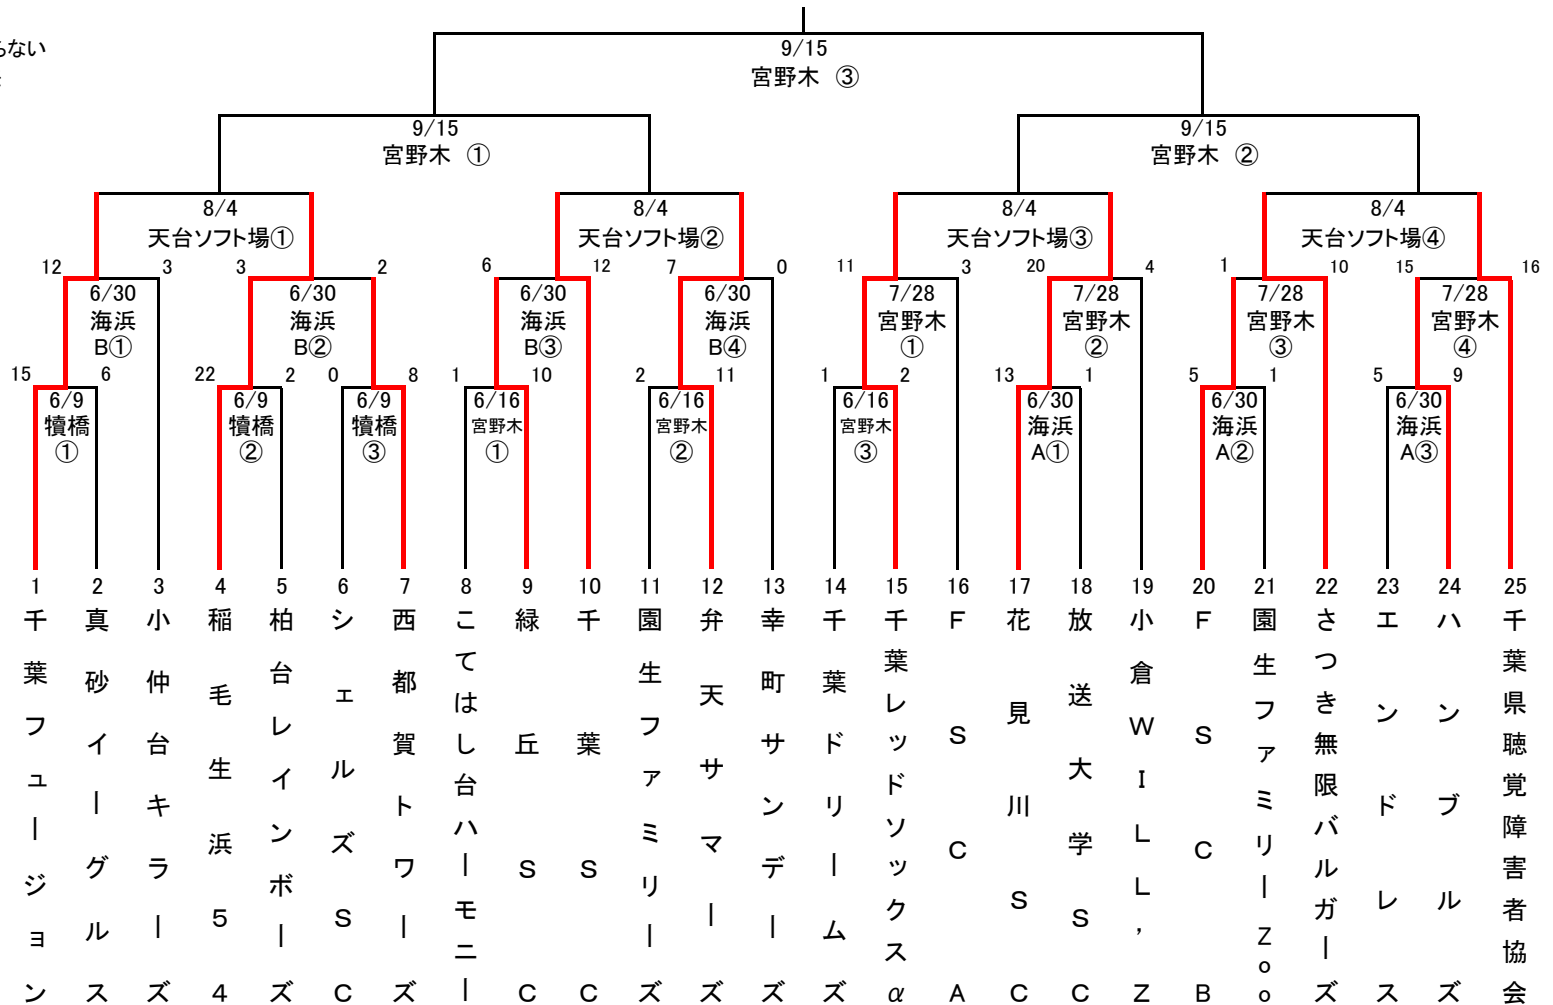 らない
9/15
宮野木 ③
9/15
宮野木 ①
9/15
宮野木 ②
8/4
天台ソフト場①
8/4
天台ソフト場②
8/4
天台ソフト場③
8/4
天台ソフト場④
12 3 3 2 6 12 7 0 11 3 20 4 1 10 15 16
6/30
海浜
B①
6/30
海浜
B②
6/30
海浜
B③
6/30
海浜
B④
7/28
宮野木
①
7/28
宮野木
②
7/28
宮野木
③
7/28
宮野木
④
15 6 22 2 0 8 1 10 2 11 1 2 13 1 5 1 5 9
6/9
犢橋
①
6/9
犢橋
②
6/9
犢橋
③
6/16
宮野木
①
6/16
宮野木
②
6/16
宮野木
③
6/30
海浜
A①
6/30
海浜
A②
6/30
海浜
A③
1 2 3 4 5 6 7 8 9 10 11 12 13 14 15 16 17 18 19 20 21 22 23 24 25
千葉フュージョン
真砂イーグルス
小仲台キラーズ
稲毛生浜54
柏台レインボーズ
シェルズSC
西都賀トワーズ
こてはし台ハーモニー
緑丘SC
千葉SC
園生ファミリーズ
弁天サマーズ
幸町サンデーズ
千葉ドリームズ
千葉レッドソックスα
FSCA
花見川SC
放送大学SC
小倉WILL’Z
FSCB
園生ファミリーZoo
さつき無限バルガーズ
エンドレス
ハンブルズ
千葉県聴覚障害者協会